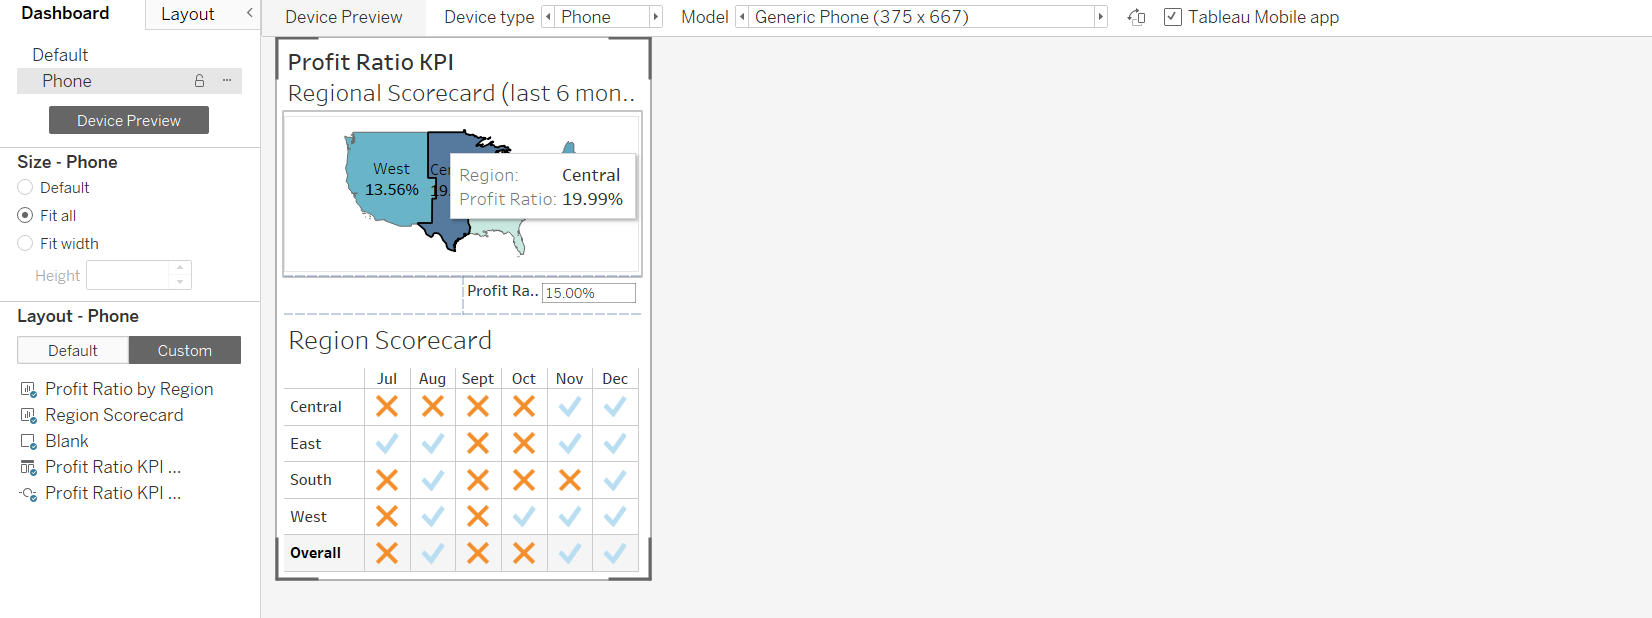 Dashboard
Layout
Default
Phone
Device Preview
Size - Phone
Default
Fit all
Fit width
Height
Layout - Phone
Default Custom
Profit Ratio by Region
Region Scorecard
Blank
Profit Ratio KPI ...
Profit Ratio KPI ...
Device Preview Device type Phone Model Generic Phone (375 x 667) Tableau Mobile app
Profit Ratio KPI
Regional Scorecard (last 6 mon..
West
13.56%
Cen
19.
Region: Central
Profit Ratio: 19.99%
Profit Ra.. 15.00%
Region Scorecard
Jul Aug Sept Oct Nov Dec
Central
East
South
West
Overall